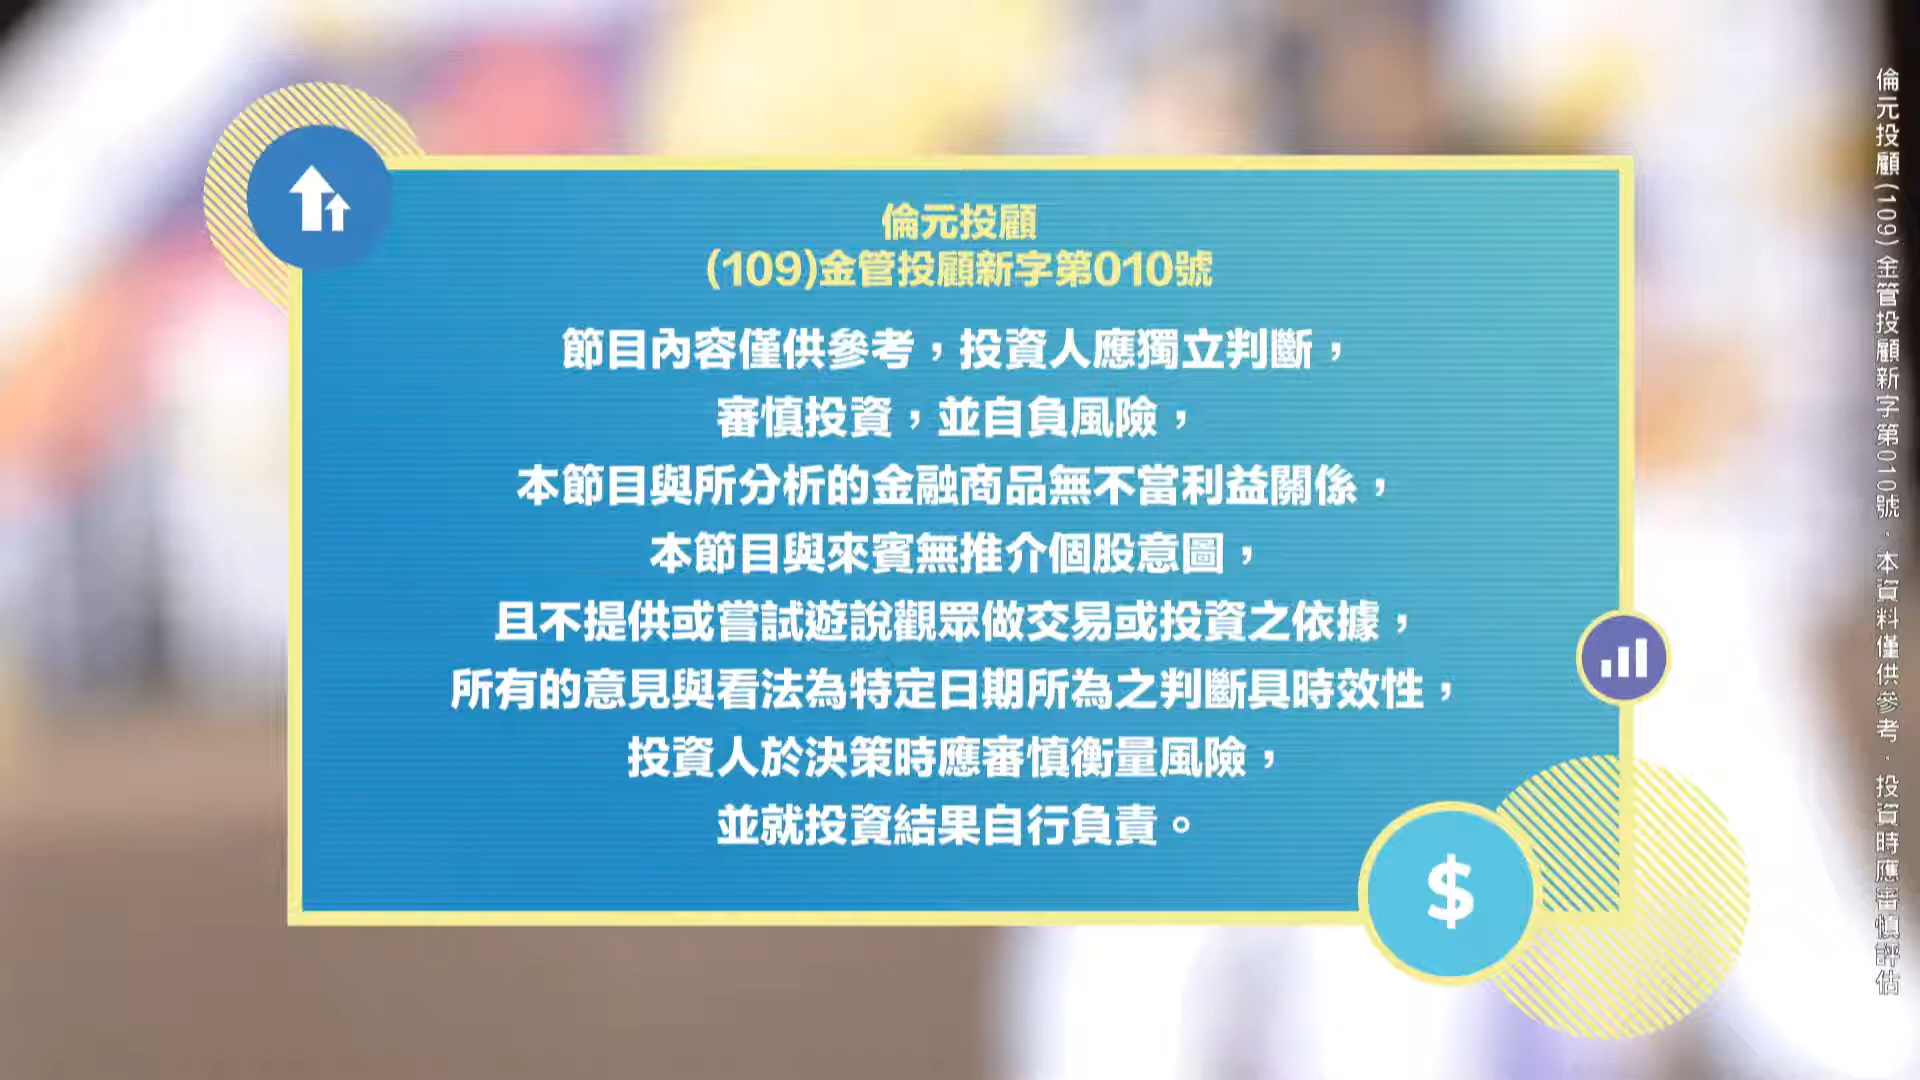 倫元投顧
(109)金管投顧新字第010號
節目內容僅供參考，投資人應獨立判斷，
審慎投資，並自負風險，
本節目與所分析的金融商品無不當利益關係，
本節目與來賓無推介個股意圖，
且不提供或嘗試遊說觀眾做交易或投資之依據，
所有的意見與看法為特定日期所為之判斷具時效性，
投資人於決策時應審慎衡量風險，
並就投資結果自行負責。
$
倫元投顧(109)金管投顧新字第010號．本資料僅供參考．投資時應審慎評估